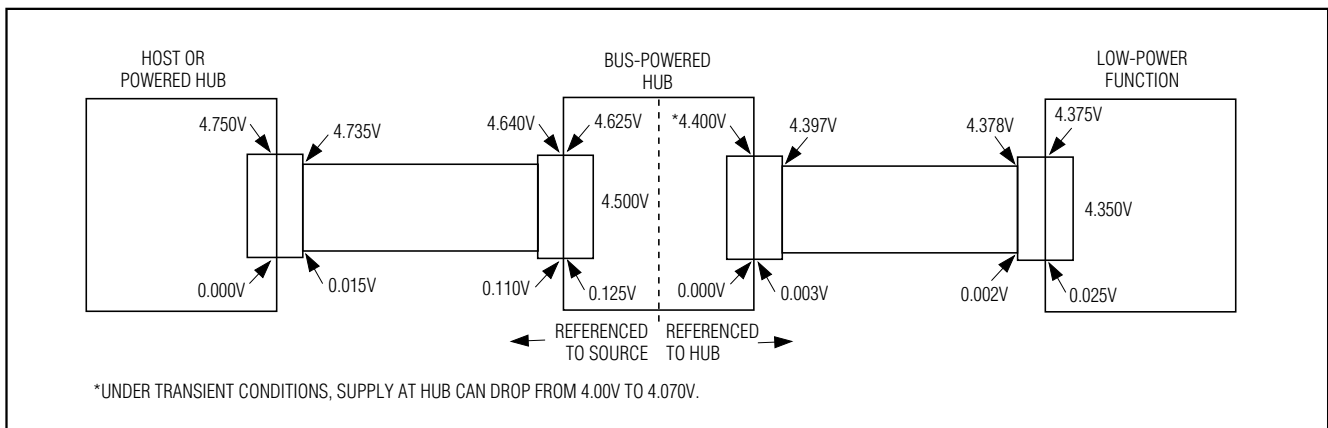 HOST OR
POWERED HUB
BUS-POWERED
HUB
LOW-POWER
FUNCTION
4.750V
4.735V
4.640V
4.625V
*4.400V
4.397V
4.378V
4.375V
4.500V
4.350V
0.000V
0.015V
0.110V
0.125V
0.000V
0.003V
0.002V
0.025V
REFERENCED
TO SOURCE
REFERENCED
TO HUB
*UNDER TRANSIENT CONDITIONS, SUPPLY AT HUB CAN DROP FROM 4.00V TO 4.070V.